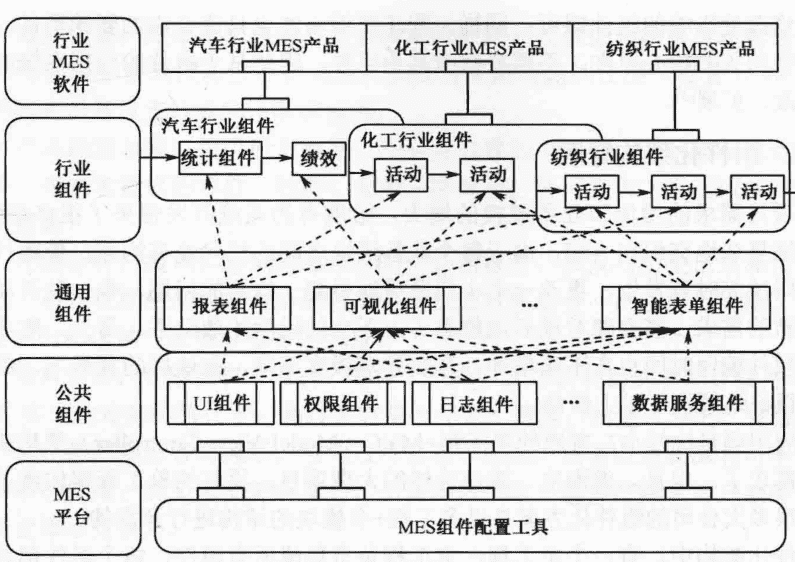 行业
MES
软件
汽车行业MES产品
化工行业MES产品
纺织行业MES产品
行业
组件
汽车行业组件
统计组件
绩效
化工行业组件
活动
活动
纺织行业组件
活动
活动
活动
通用
组件
报表组件
可视化组件
...
智能表单组件
公共
组件
UI组件
权限组件
日志组件
...
数据服务组件
MES
平台
MES组件配置工具